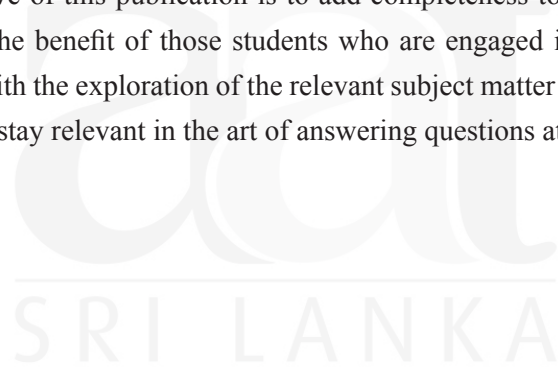 ve of this publication is to add completeness to
he benefit of those students who are engaged i
ith the exploration of the relevant subject matter
stay relevant in the art of answering questions at
aat
SRI LANKA